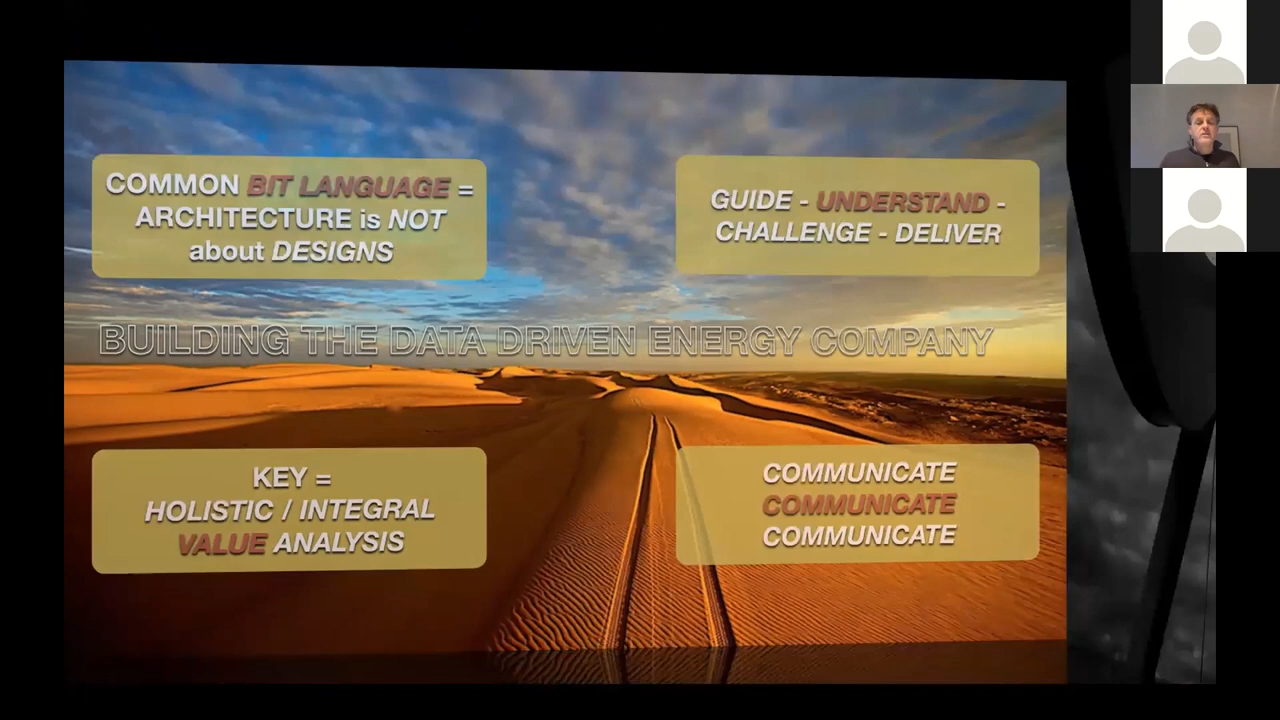 COMMON BIT LANGUAGE =
ARCHITECTURE is NOT
about DESIGNS
GUIDE - UNDERSTAND -
CHALLENGE - DELIVER
BUILDING THE DATA DRIVEN ENERGY COMPANY
KEY =
HOLISTIC / INTEGRAL
VALUE ANALYSIS
COMMUNICATE
COMMUNICATE
COMMUNICATE